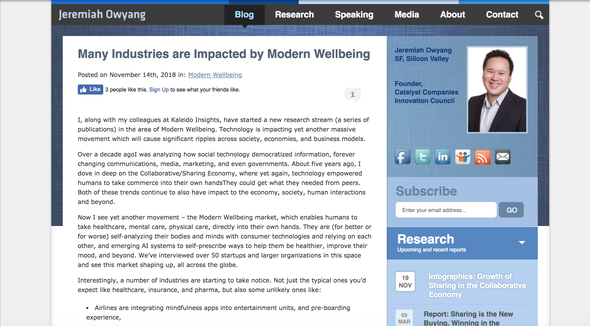 Jeremiah Owyang
Blog Research Speaking Media About Contact
Many Industries are Impacted by Modern Wellbeing
Posted on November 14th, 2018 in: Modern Wellbeing
Like 3 people like this. Sign Up to see what your friends like.
1
I, along with my colleagues at Kaleido Insights, have started a new research stream (a series of
publications) in the area of Modern Wellbeing. Technology is impacting yet another massive
movement which will cause significant ripples across society, economies, and business models.
Over a decade agoI was analyzing how social technology democratized information, forever
changing communications, media, marketing, and even governments. About five years ago, I
dove in deep on the Collaborative/Sharing Economy, where yet again, technology empowered
humans to take commerce into their own handsThey could get what they needed from peers.
Both of these trends continue to also have impact to the economy, society, human interactions
and beyond.
Now I see yet another movement – the Modern Wellbeing market, which enables humans to
take healthcare, mental care, physical care, directly into their own hands. They are (for better or
for worse) self-analyzing their bodies and minds with consumer technologies and relying on each
other, and emerging AI systems to self-prescribe ways to help them be healthier, improve their
mood, and beyond. We've interviewed over 50 startups and larger organizations in this space
and see this market shaping up, all across the globe.
Interestingly, a number of industries are starting to take notice. Not just the typical ones you'd
expect like healthcare, insurance, and pharma, but also some unlikely ones like:
• Airlines are integrating mindfulness apps into entertainment units, and pre-boarding
experience,
Jeremiah Owyang
SF, Silicon Valley
Founder,
Catalyst Companies
Innovation Council
Subscribe
Enter your email address...
GO
Research
Upcoming and recent reports
19
NOV
Infographics: Growth of
Sharing in the Collaborative
Economy
03
MAR
Report: Sharing is the New
Buying, Winning in the